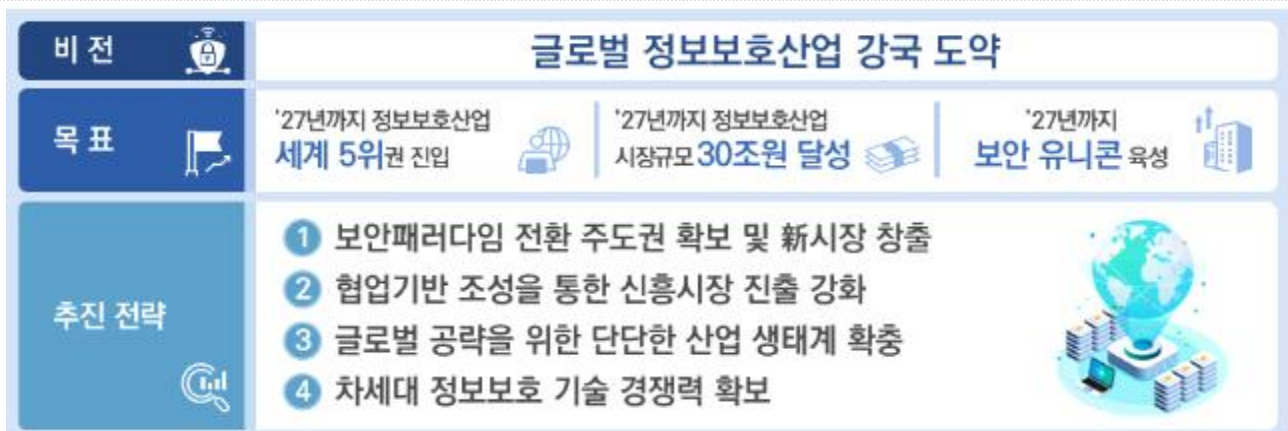 비전
글로벌 정보보호산업 강국 도약
목표
'27년까지 정보보호산업
세계 5위권 진입
'27년까지 정보보호산업
시장규모 30조원 달성
'27년까지
보안 유니콘 육성
추진 전략
1 보안패러다임 전환 주도권 확보 및 新시장 창출
2 협업기반 조성을 통한 신흥시장 진출 강화
3 글로벌 공략을 위한 단단한 산업 생태계 확충
4 차세대 정보보호 기술 경쟁력 확보